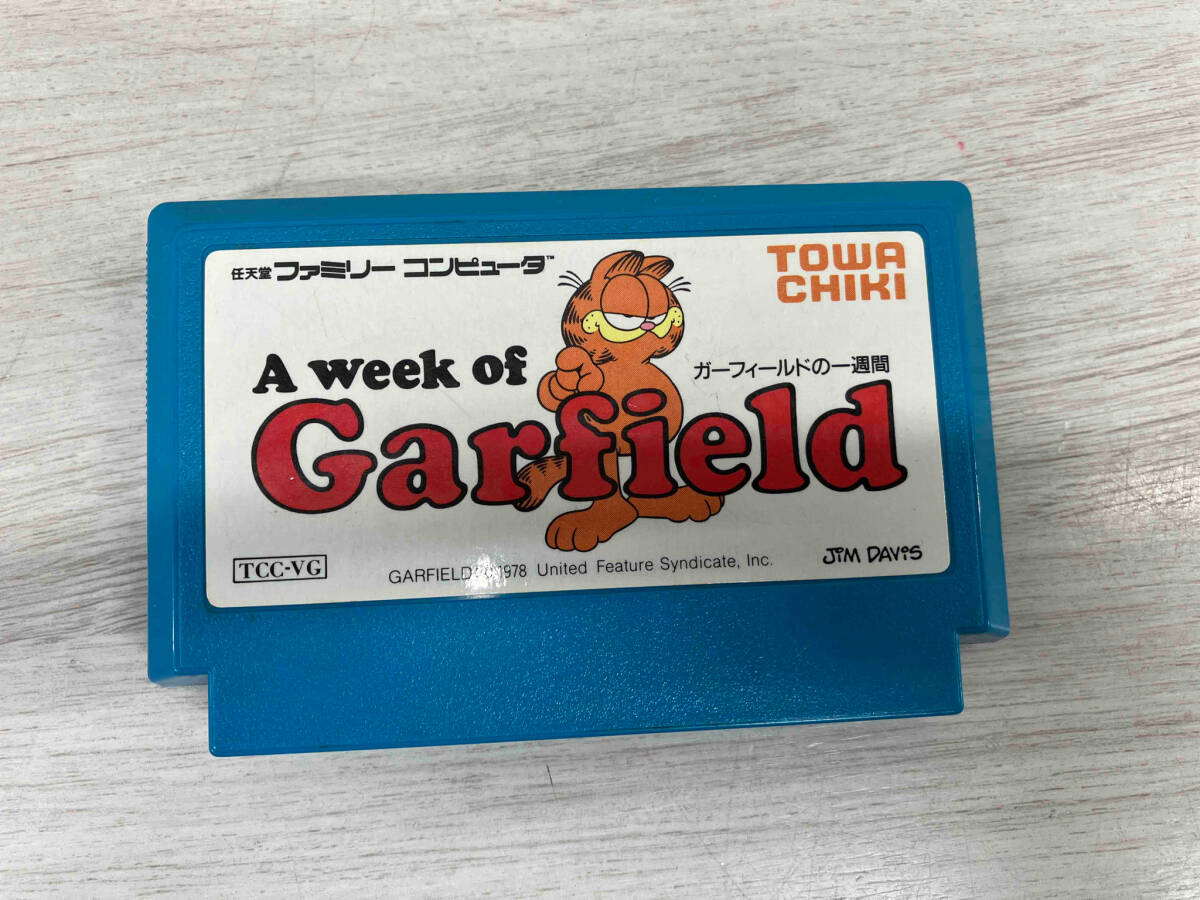 任天堂 ファミリー コンピュータ™
TOWA
CHIKI
A week of
ガーフィールドの一週間
Garfield
TCC-VG
GARFIELD: © 1978 United Feature Syndicate, Inc.
JIM DAVIS